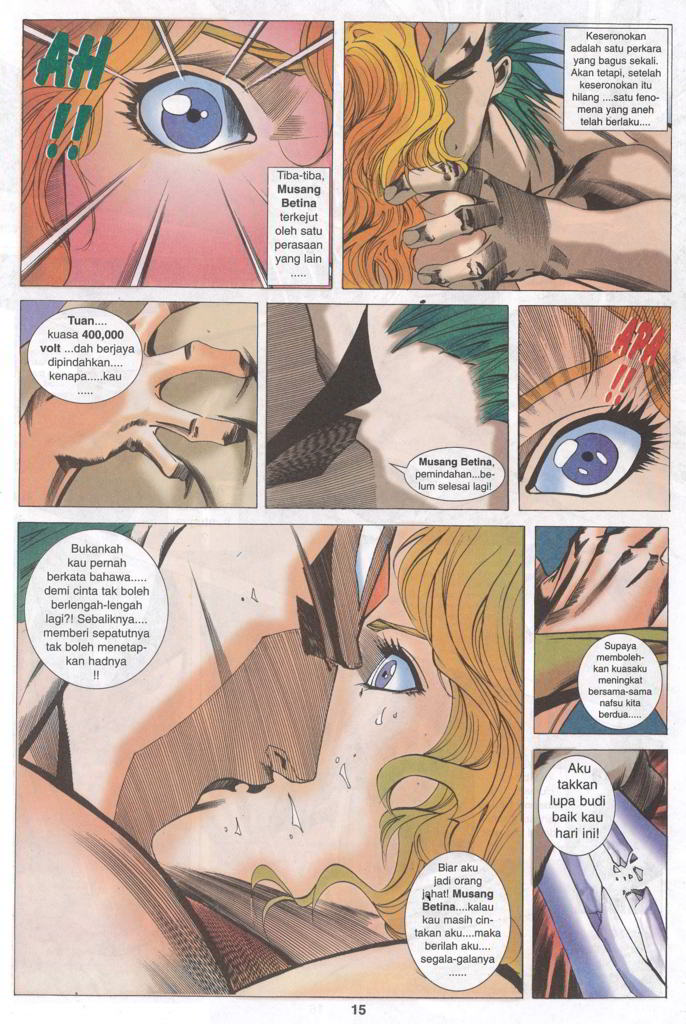 AH
!!
Tiba-tiba,
Musang
Betina
terkejut
oleh satu
perasaan
yang lain
.....
Keseronokan
adalah satu perkara
yang bagus sekali.
Akan tetapi, setelah
keseronokan itu
hilang ....satu feno-
mena yang aneh
telah berlaku....
Tuan....
kuasa 400,000
volt ...dah berjaya
dipindahkan....
kenapa.....kau
.....
Musang Betina,
pemindahan...be-
lum selesai lagi!
APA
!!
Bukankah
kau pernah
berkata bahawa.....
demi cinta tak boleh
berlengah-lengah
lagi?! Sebaliknya....
memberi sepatutnya
tak boleh menetap-
kan hadnya
!!
Biar aku
jadi orang
jahat! Musang
Betina....kalau
kau masih cin-
takan aku....maka
berilah aku....
segala-galanya
......
Supaya
memboleh-
kan kuasaku
meningkat
bersama-sama
nafsu kita
berdua.....
Aku
takkan
lupa budi
baik kau
hari ini!
15